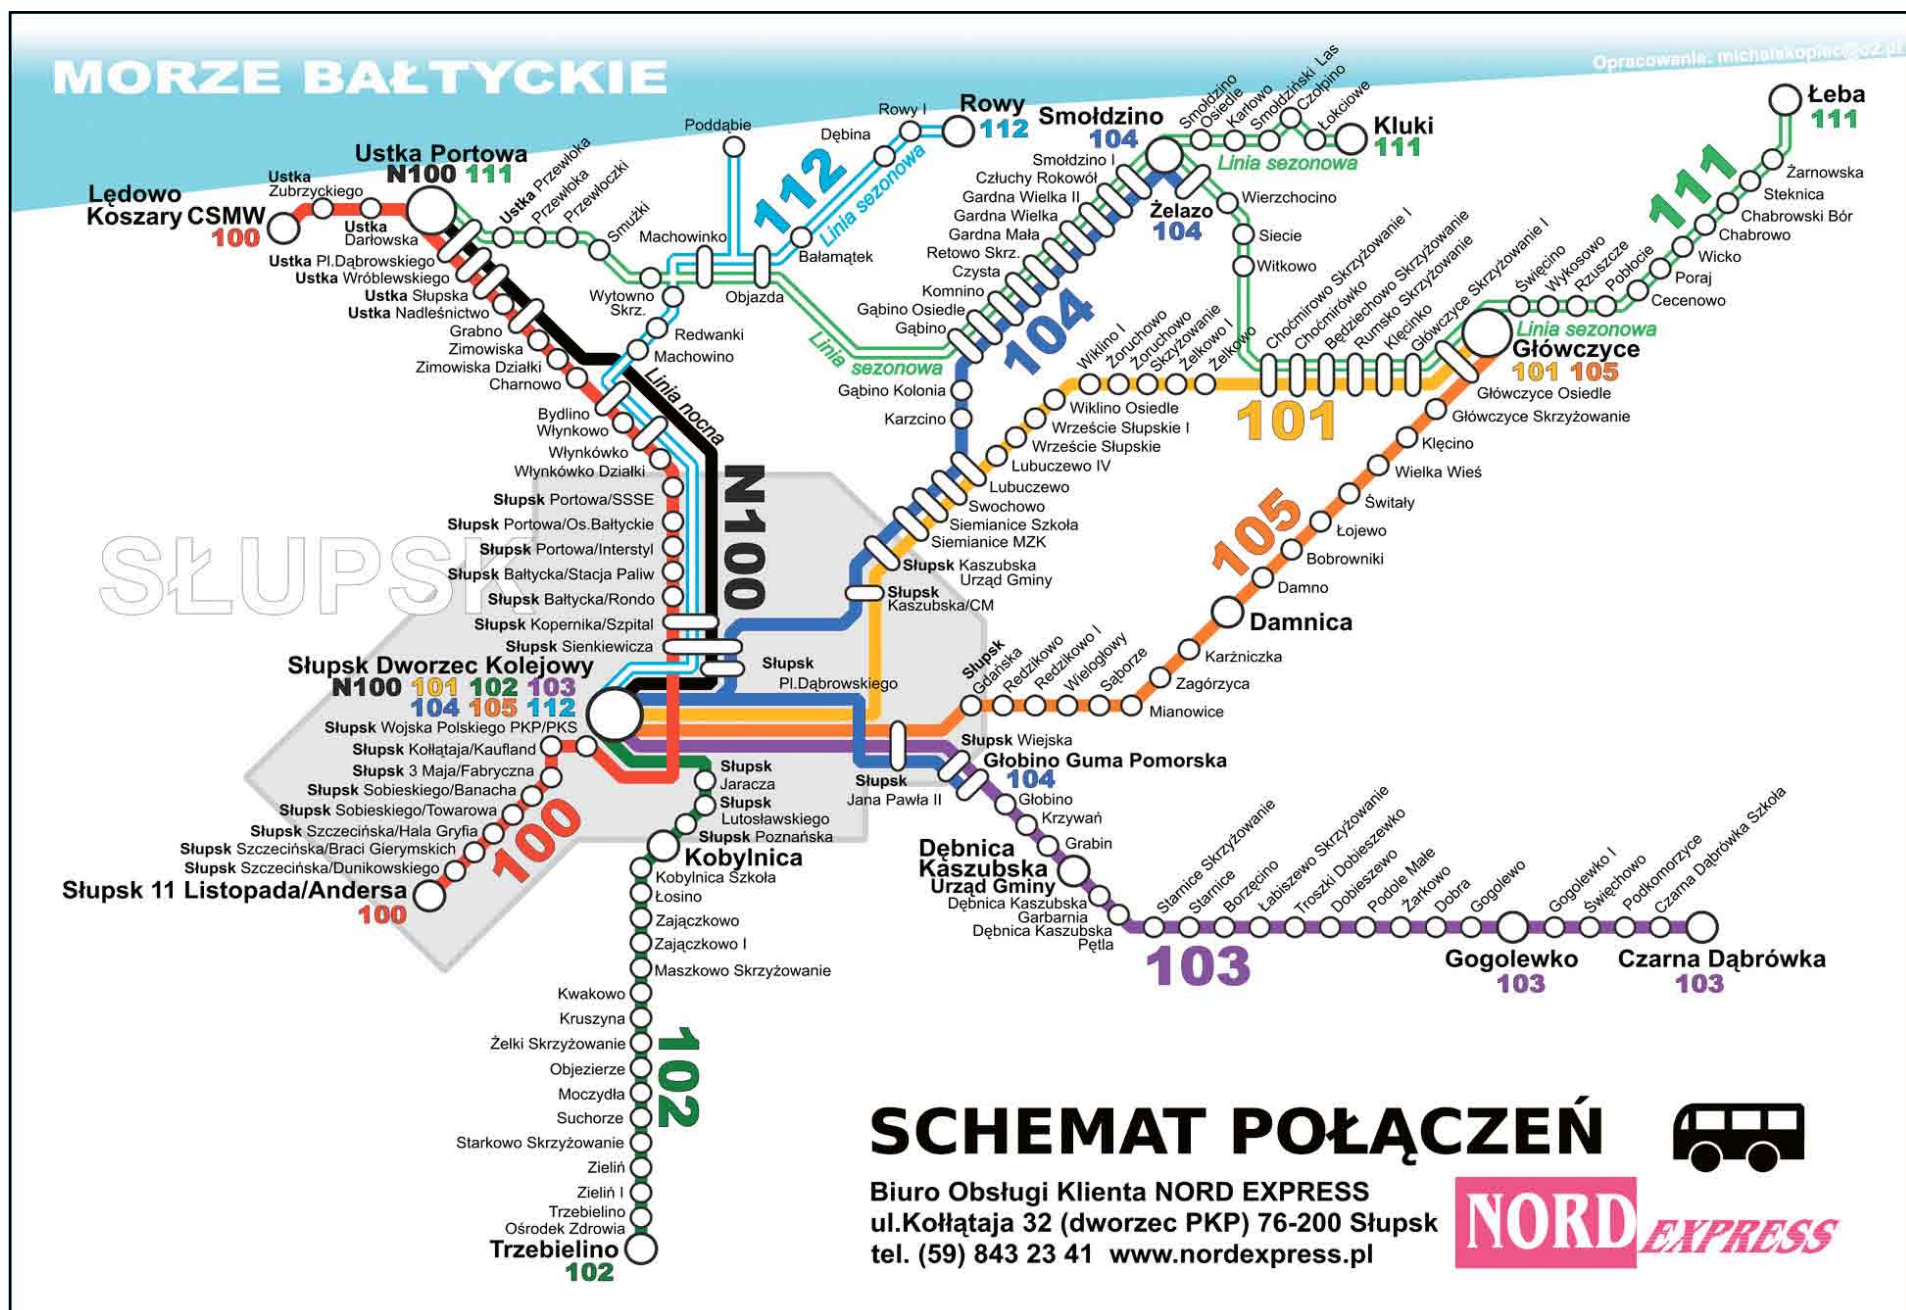 MORZE BAŁTYCKIE
Opracowanie: michalskopiec@o2.pl
Lędowo
Koszary CSMW
100
Ustka
Zubrzyckiego
Ustka
Darłowska
Ustka Portowa
N100 111
Ustka Pl.Dąbrowskiego
Ustka Wróblewskiego
Ustka Słupska
Ustka Nadleśnictwo
Grabno
Zimowiska
Zimowiska Działki
Charnowo
Bydlino
Włynkowo
Włynkówko
Włynkówko Działki
Słupsk Portowa/SSSE
Słupsk Portowa/Os.Bałtyckie
Słupsk Portowa/Interstyl
Słupsk Bałtycka/Stacja Paliw
Słupsk Bałtycka/Rondo
Słupsk Kopernika/Szpital
Słupsk Sienkiewicza
SŁUPSK
Linia nocna
N100
Słupsk
Pl.Dąbrowskiego
Słupsk Dworzec Kolejowy
N100 101 102 103
104 105 112
Słupsk Wojska Polskiego PKP/PKS
Słupsk Kołłątaja/Kaufland
Słupsk 3 Maja/Fabryczna
Słupsk Sobieskiego/Banacha
Słupsk Sobieskiego/Towarowa
Słupsk Szczecińska/Hala Gryfia
Słupsk Szczecińska/Braci Gierymskich
Słupsk Szczecińska/Dunikowskiego
Słupsk 11 Listopada/Andersa
100
100
Ustka Przewłoka
Przewłoka
Przewłoczki
Smużki
Wytowno
Skrz.
Machowinko
Objazda
Redwanki
Machowino
Poddąbie
112
Bałamątek
Linia sezonowa
Dębina
Rowy I
Rowy
112
Linia
sezonowa
Smołdzino
104
Smołdzino I
Człuchy Rokowół
Gardna Wielka II
Gardna Wielka
Gardna Mała
Retowo Skrz.
Czysta
Komnino
Gąbino Osiedle
Gąbino
104
Gąbino Kolonia
Karzcino
Smołdzino
Osiedle
Karłowo
Smołdziński Las
Czołpino
Łokciowe
Linia sezonowa
Kluki
111
Żelazo
104
Wierzchocino
Siecie
Witkowo
Choćmirowo Skrzyżowanie I
Choćmirówko
Będziechowo Skrzyżowanie
Rumsko Skrzyżowanie
Klęcinko
Główczyce Skrzyżowanie I
Święcino
Wykosowo
Rzuszcze
Pobłocie
Linia sezonowa
Cecenowo
Poraj
Wicko
Chabrowo
Chabrowski Bór
Steknica
Żarnowska
Łeba
111
111
Główczyce
101 105
Główczyce Osiedle
Główczyce Skrzyżowanie
Klęcino
Wielka Wieś
Świtały
Łojewo
Bobrowniki
Damno
105
Damnica
Karżniczka
Zagórzyca
Mianowice
Sąborze
Wielogłowy
Redzikowo I
Redzikowo
Słupsk
Gdańska
101
Żelkowo
Żelkowo I
Skrzyżowanie
Żoruchowo
Żoruchowo
Wiklino I
Wiklino Osiedle
Wrzeście Słupskie I
Wrzeście Słupskie
Lubuczewo IV
Lubuczewo
Swochowo
Siemianice Szkoła
Siemianice MZK
Słupsk Kaszubska
Urząd Gminy
Słupsk
Kaszubska/CM
Słupsk Wiejska
Słupsk
Jana Pawła II
Globino Guma Pomorska
104
Głobino
Krzywań
Grabin
Dębnica
Kaszubska
Urząd Gminy
Dębnica Kaszubska
Garbarnia
Dębnica Kaszubska
Pętla
103
Starnice Skrzyżowanie
Starnice
Borzęcino
Łabiszewo Skrzyżowanie
Troszki Dobieszewko
Dobieszewo
Podole Małe
Żarkowo
Dobra
Gogolewo
Gogolewko
103
Gogolewko I
Święchowo
Podkomorzyce
Czarna Dąbrówka Szkoła
Czarna Dąbrówka
103
Słupsk
Jaracza
Słupsk
Lutosławskiego
Słupsk Poznańska
Kobylnica
Kobylnica Szkoła
Łosino
Zajączkowo
Zajączkowo I
Maszkowo Skrzyżowanie
Kwakowo
Kruszyna
Żelki Skrzyżowanie
Objezierze
Moczydła
Suchorze
Starkowo Skrzyżowanie
Zieliń
Zieliń I
Trzebielino
Ośrodek Zdrowia
Trzebielino
102
102
SCHEMAT POŁĄCZEŃ
Biuro Obsługi Klienta NORD EXPRESS
ul.Kołłątaja 32 (dworzec PKP) 76-200 Słupsk
tel. (59) 843 23 41 www.nordexpress.pl
NORD EXPRESS